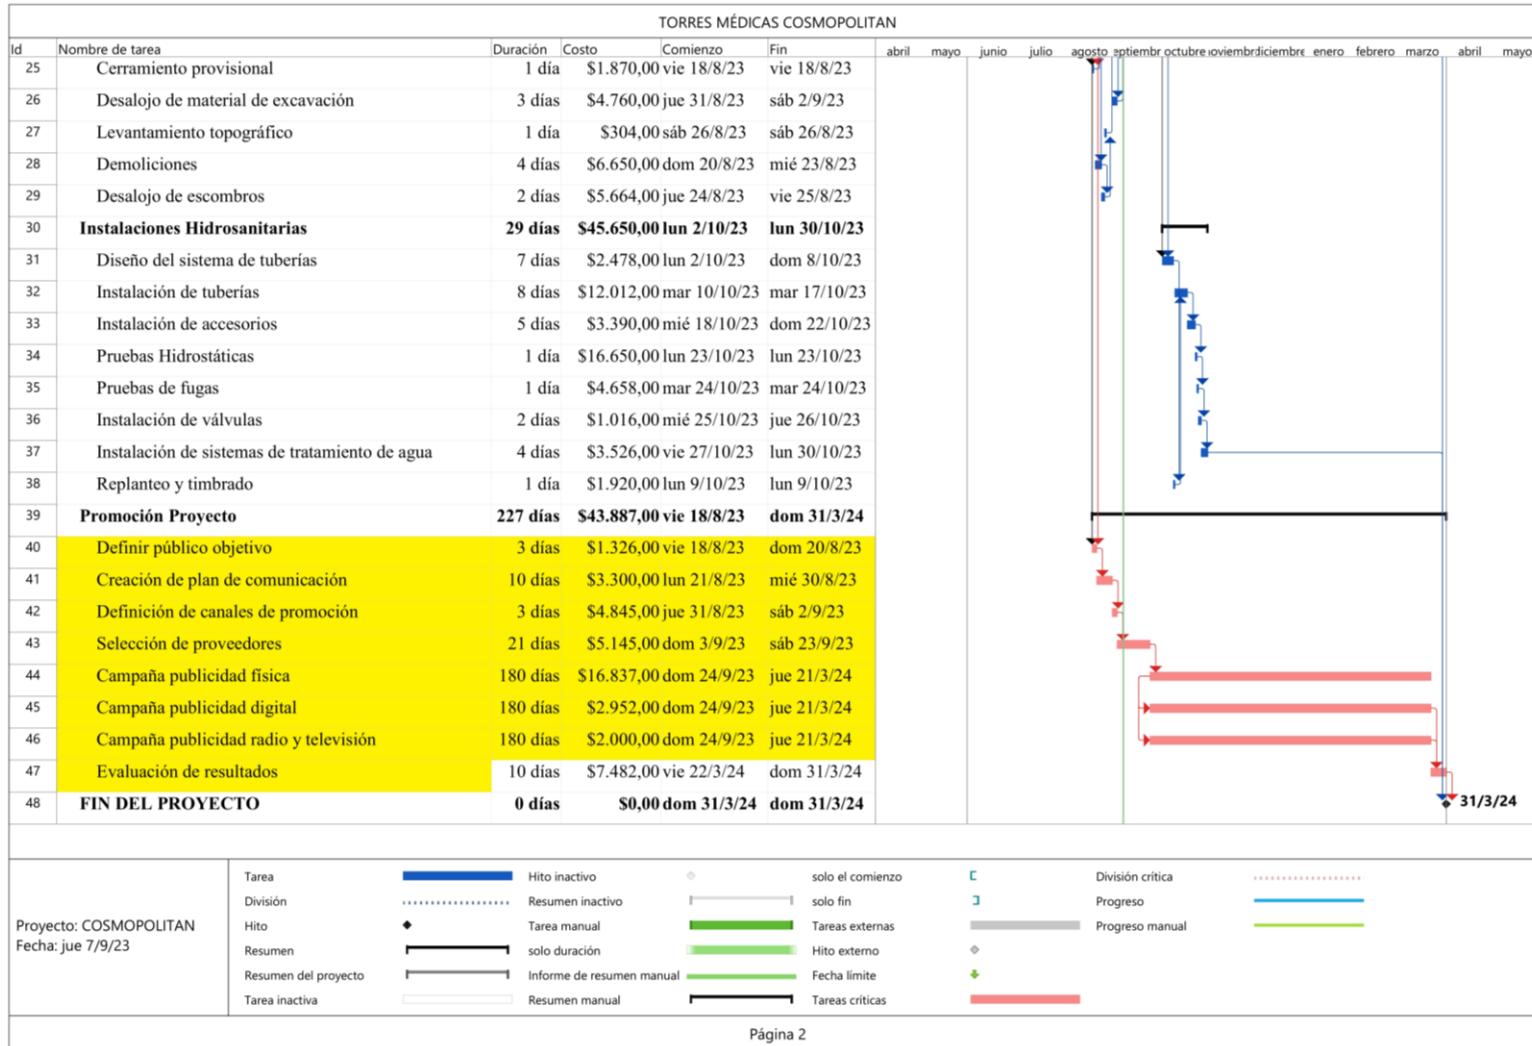 TORRES MÉDICAS COSMOPOLITAN
Id Nombre de tarea Duración Costo Comienzo Fin abril mayo junio julio agosto septiembr octubre noviembr diciembre enero febrero marzo abril mayo
25 Cerramiento provisional 1 día $1.870,00 vie 18/8/23 vie 18/8/23
26 Desalojo de material de excavación 3 días $4.760,00 jue 31/8/23 sáb 2/9/23
27 Levantamiento topográfico 1 día $304,00 sáb 26/8/23 sáb 26/8/23
28 Demoliciones 4 días $6.650,00 dom 20/8/23 mié 23/8/23
29 Desalojo de escombros 2 días $5.664,00 jue 24/8/23 vie 25/8/23
30 Instalaciones Hidrosanitarias 29 días $45.650,00 lun 2/10/23 lun 30/10/23
31 Diseño del sistema de tuberías 7 días $2.478,00 lun 2/10/23 dom 8/10/23
32 Instalación de tuberías 8 días $12.012,00 mar 10/10/23 mar 17/10/23
33 Instalación de accesorios 5 días $3.390,00 mié 18/10/23 dom 22/10/23
34 Pruebas Hidrostáticas 1 día $16.650,00 lun 23/10/23 lun 23/10/23
35 Pruebas de fugas 1 día $4.658,00 mar 24/10/23 mar 24/10/23
36 Instalación de válvulas 2 días $1.016,00 mié 25/10/23 jue 26/10/23
37 Instalación de sistemas de tratamiento de agua 4 días $3.526,00 vie 27/10/23 lun 30/10/23
38 Replanteo y timbrado 1 día $1.920,00 lun 9/10/23 lun 9/10/23
39 Promoción Proyecto 227 días $43.887,00 vie 18/8/23 dom 31/3/24
40 Definir público objetivo 3 días $1.326,00 vie 18/8/23 dom 20/8/23
41 Creación de plan de comunicación 10 días $3.300,00 lun 21/8/23 mié 30/8/23
42 Definición de canales de promoción 3 días $4.845,00 jue 31/8/23 sáb 2/9/23
43 Selección de proveedores 21 días $5.145,00 dom 3/9/23 sáb 23/9/23
44 Campaña publicidad física 180 días $16.837,00 dom 24/9/23 jue 21/3/24
45 Campaña publicidad digital 180 días $2.952,00 dom 24/9/23 jue 21/3/24
46 Campaña publicidad radio y televisión 180 días $2.000,00 dom 24/9/23 jue 21/3/24
47 Evaluación de resultados 10 días $7.482,00 vie 22/3/24 dom 31/3/24
48 FIN DEL PROYECTO 0 días $0,00 dom 31/3/24 dom 31/3/24 31/3/24
Tarea Hito inactivo solo el comienzo División crítica
División Resumen inactivo solo fin Progreso
Proyecto: COSMOPOLITAN
Fecha: jue 7/9/23
Hito Tarea manual Tareas externas Progreso manual
Resumen solo duración Hito externo
Resumen del proyecto Informe de resumen manual Fecha límite
Tarea inactiva Resumen manual Tareas críticas
Página 2